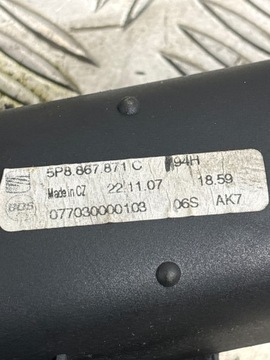 5P8.867.871 C 94H
Made in CZ 22.11.07 18.59
077030000103 06S AK7